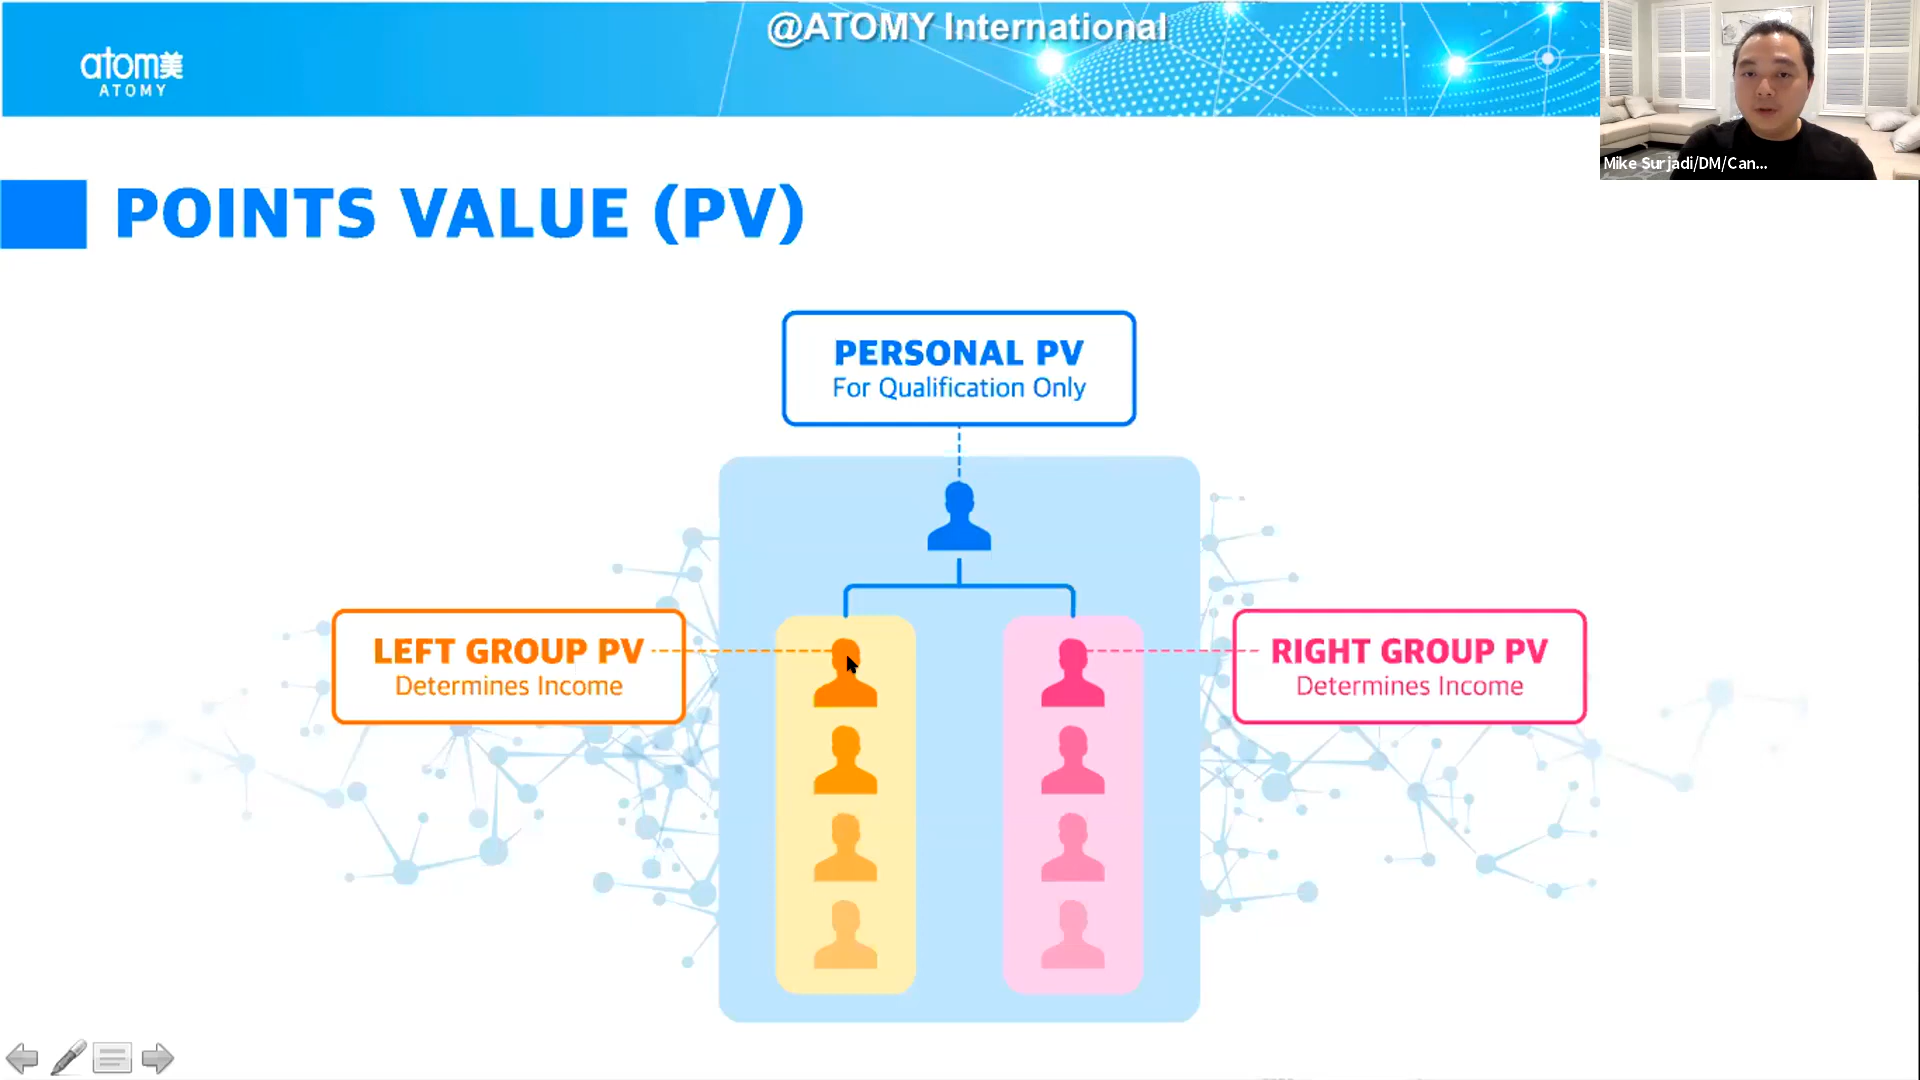 @ATOMY International
atom美
ATOMY
Mike Surjadi/DM/Can...
POINTS VALUE (PV)
PERSONAL PV
For Qualification Only
LEFT GROUP PV
Determines Income
RIGHT GROUP PV
Determines Income